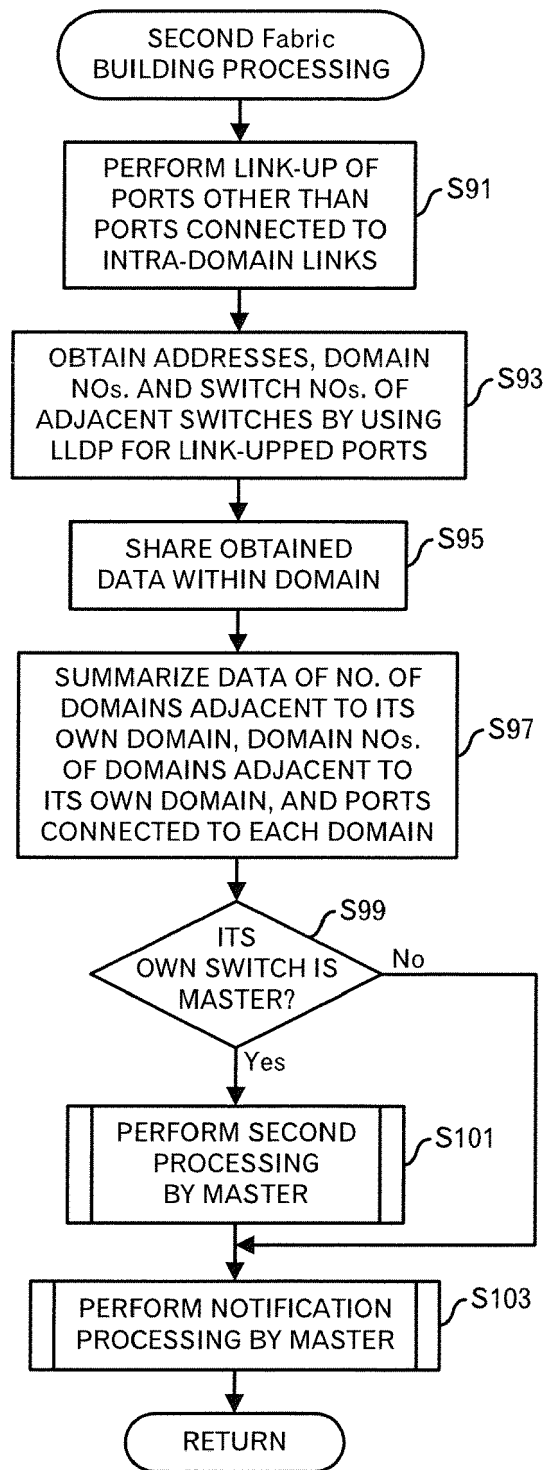 SECOND Fabric
BUILDING PROCESSING
PERFORM LINK-UP OF
PORTS OTHER THAN
PORTS CONNECTED TO
INTRA-DOMAIN LINKS
S91
OBTAIN ADDRESSES, DOMAIN
NOs. AND SWITCH NOs. OF
ADJACENT SWITCHES BY USING
LLDP FOR LINK-UPPED PORTS
S93
SHARE OBTAINED
DATA WITHIN DOMAIN
S95
SUMMARIZE DATA OF NO. OF
DOMAINS ADJACENT TO ITS
OWN DOMAIN, DOMAIN NOs.
OF DOMAINS ADJACENT TO
ITS OWN DOMAIN, AND PORTS
CONNECTED TO EACH DOMAIN
S97
ITS
OWN SWITCH IS
MASTER?
S99
No
Yes
PERFORM SECOND
PROCESSING
BY MASTER
S101
PERFORM NOTIFICATION
PROCESSING BY MASTER
S103
RETURN